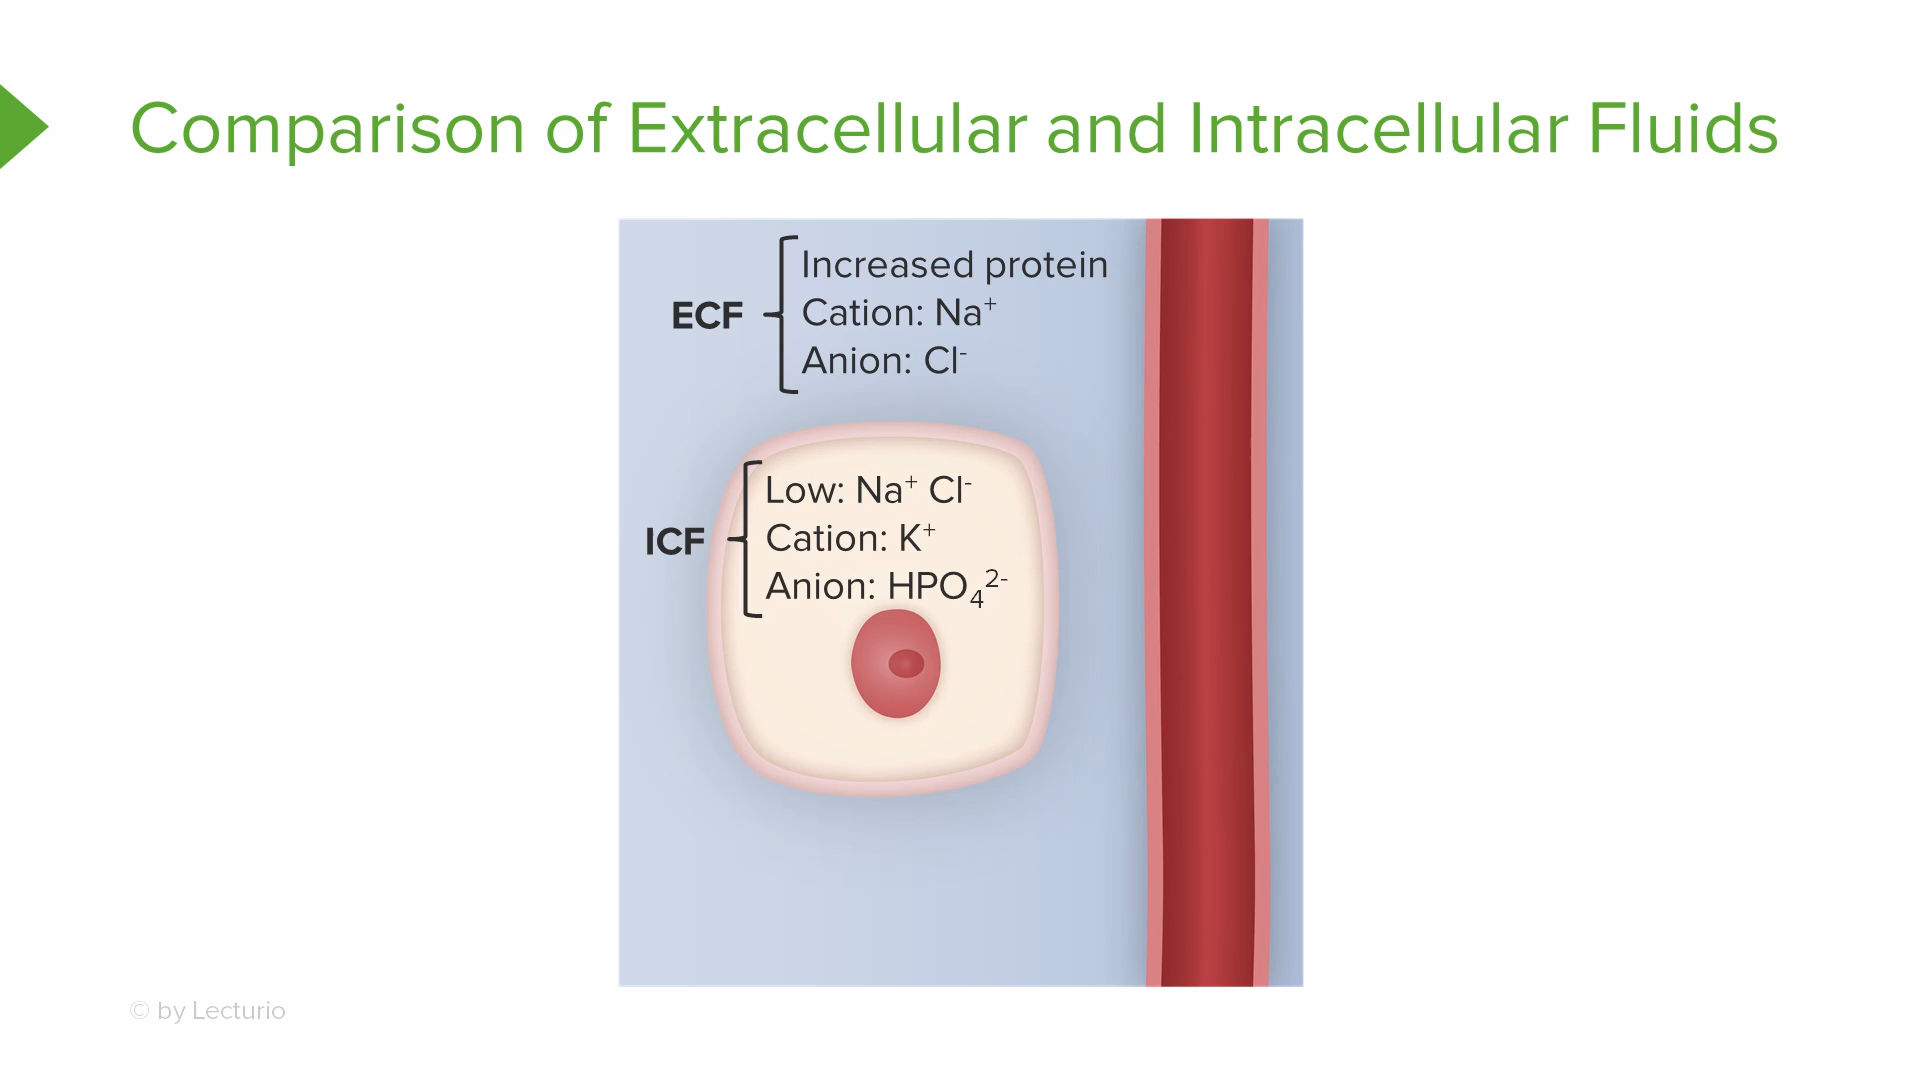 Comparison of Extracellular and Intracellular Fluids
ECF
Increased protein
Cation: Na⁺
Anion: Cl⁻
ICF
Low: Na⁺ Cl⁻
Cation: K⁺
Anion: HPO₄²⁻
© by Lecturio